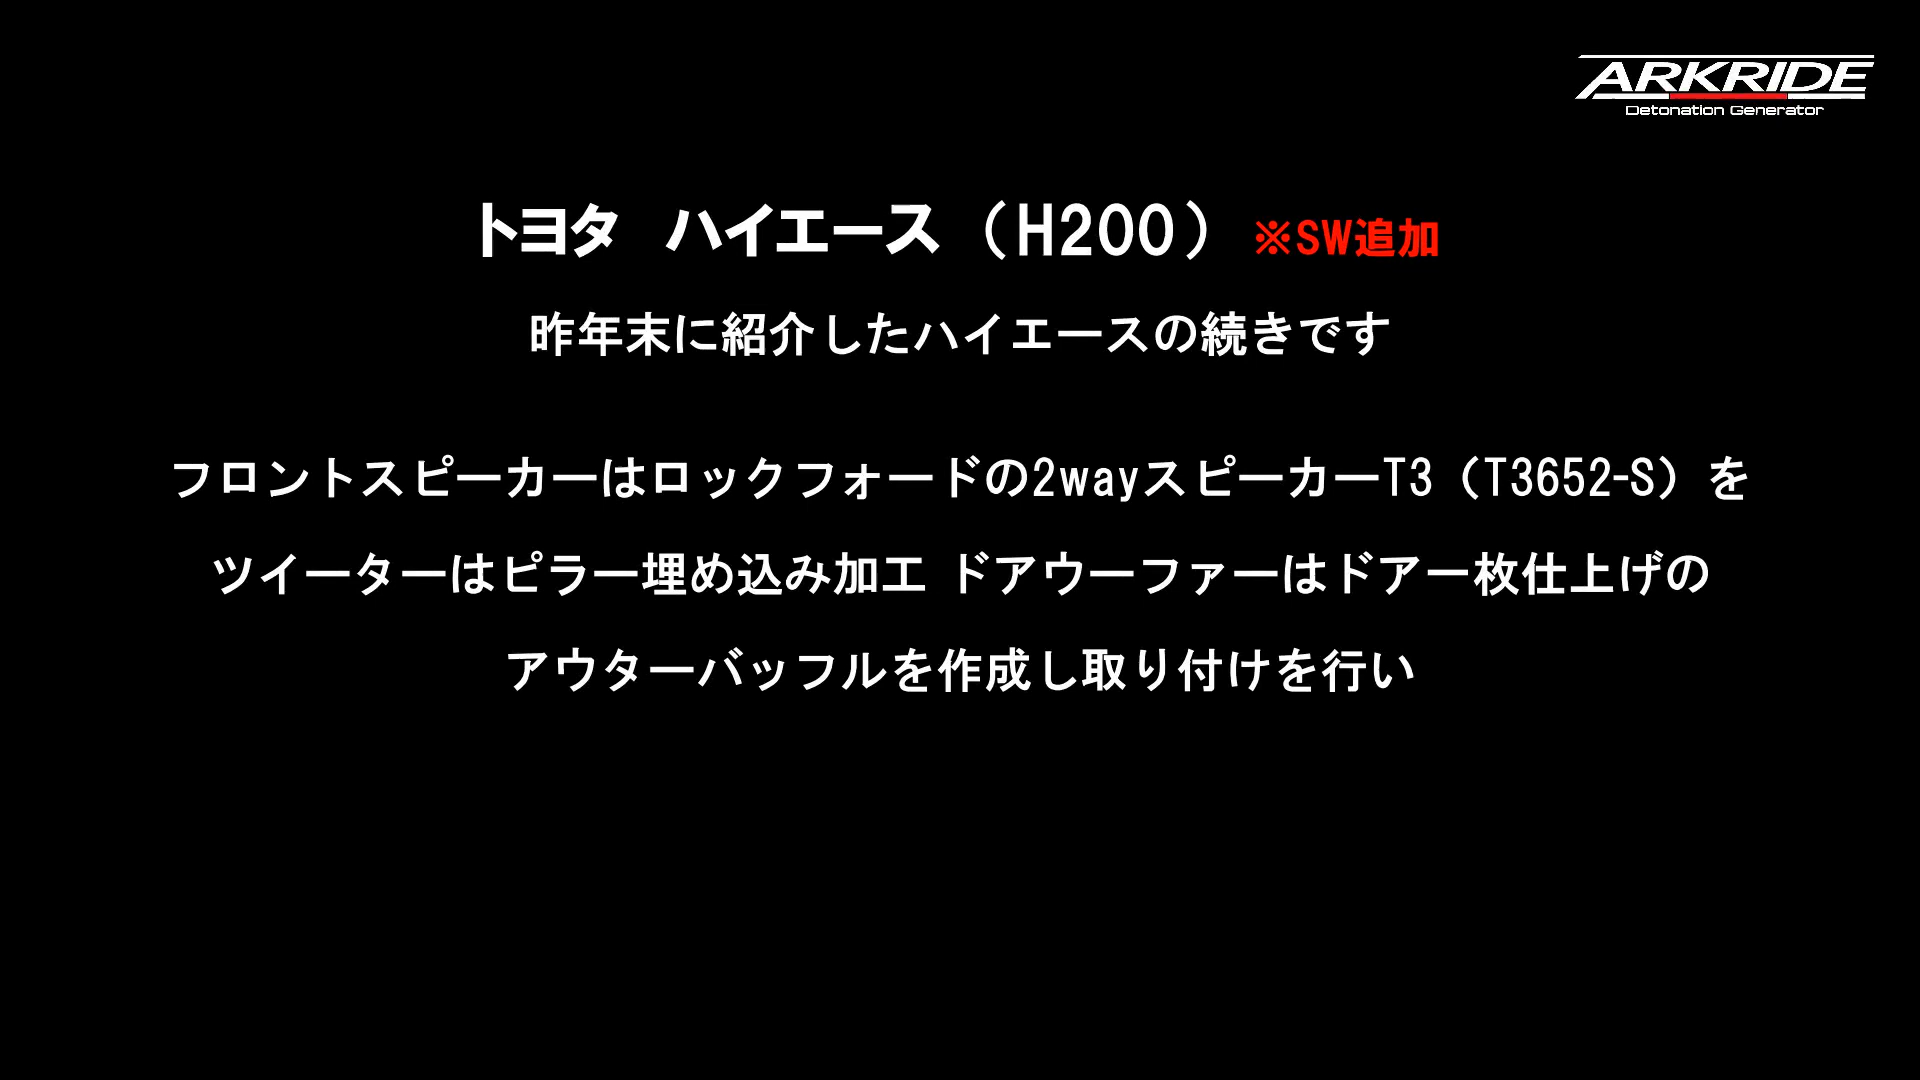 ARKRIDE
Detonation Generator
トヨタ　ハイエース（H200）※SW追加
昨年末に紹介したハイエースの続きです
フロントスピーカーはロックフォードの2wayスピーカーT3（T3652-S）を
ツイーターはピラー埋め込み加工 ドアウーファーはドア一枚仕上げの
アウターバッフルを作成し取り付けを行い